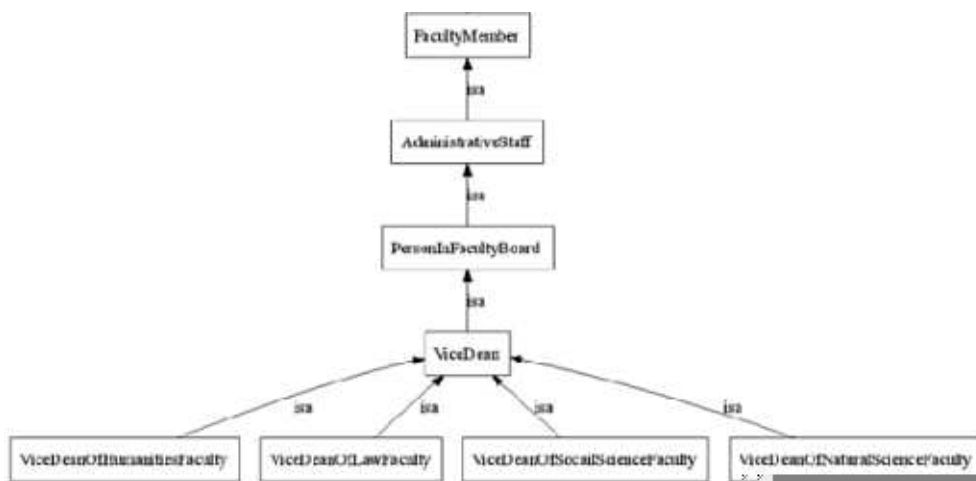 FacultyMember
isa
AdministrativeStaff
isa
PersonInFacultyBoard
isa
ViceDean
isa isa isa isa
ViceDeanOfHumanitiesFaculty ViceDeanOfLawFaculty ViceDeanOfSocailScienceFaculty ViceDeanOfNaturalScienceFaculty